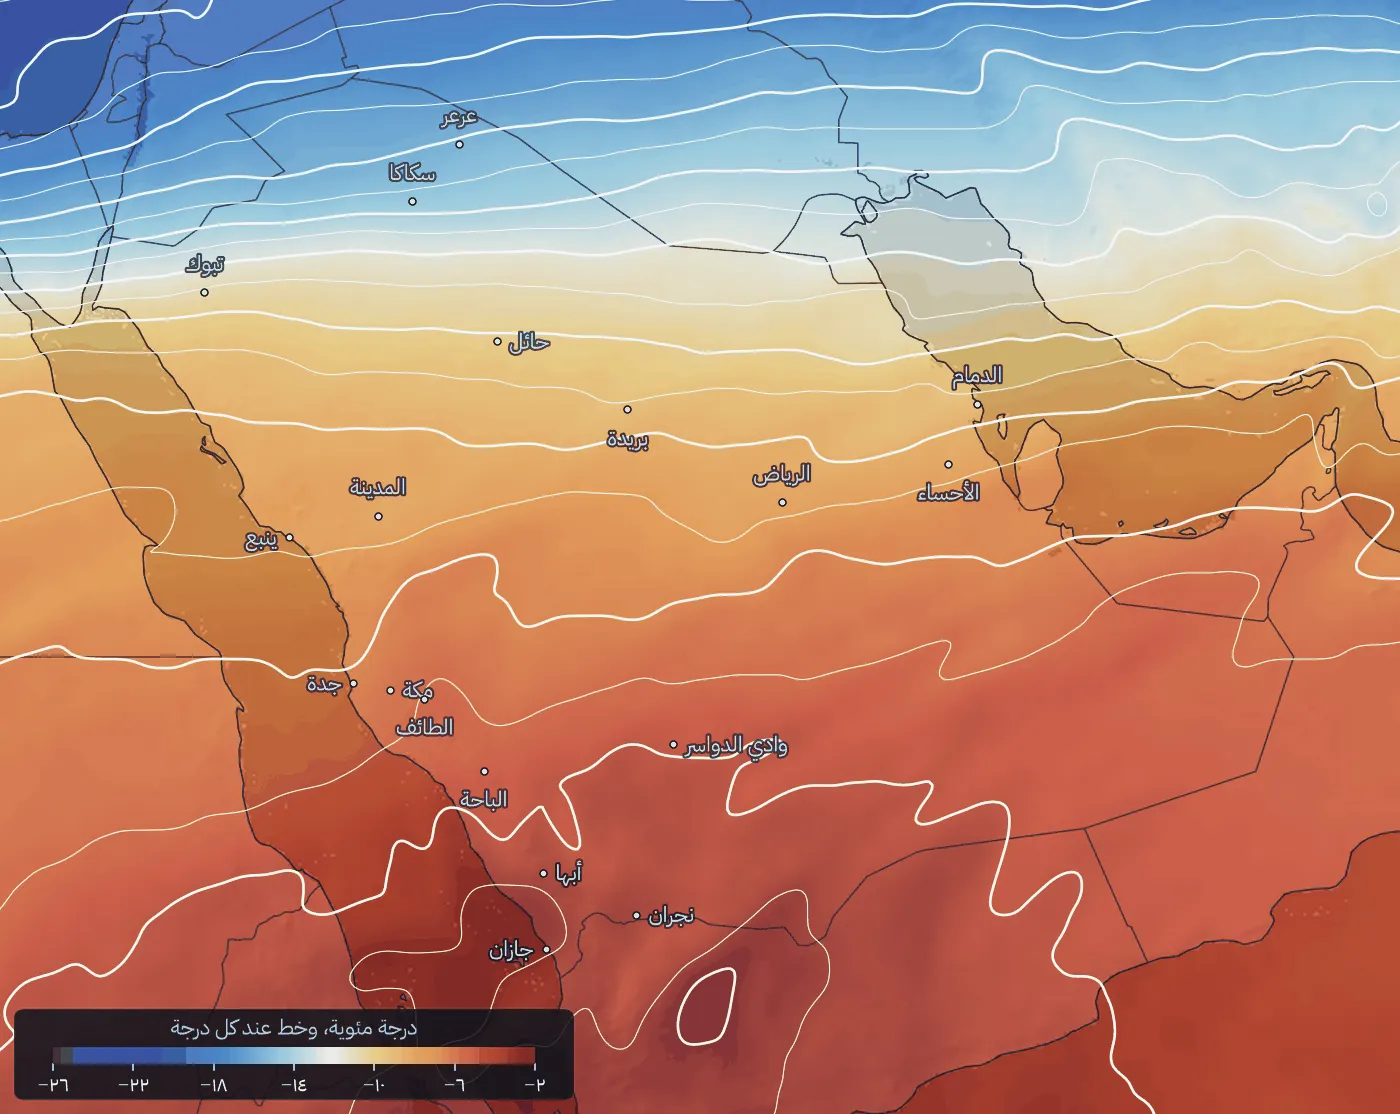 عرعر
سكاكا
تبوك
حائل
الدمام
بريدة
الرياض
المدينة
الأحساء
ينبع
جدة
مكة
الطائف
وادي الدواسر
الباحة
أبها
نجران
جازان
درجة مئوية، وخط عند كل درجة
−٢٦ −٢٢ −١٨ −١٤ −١٠ −٦ −٢